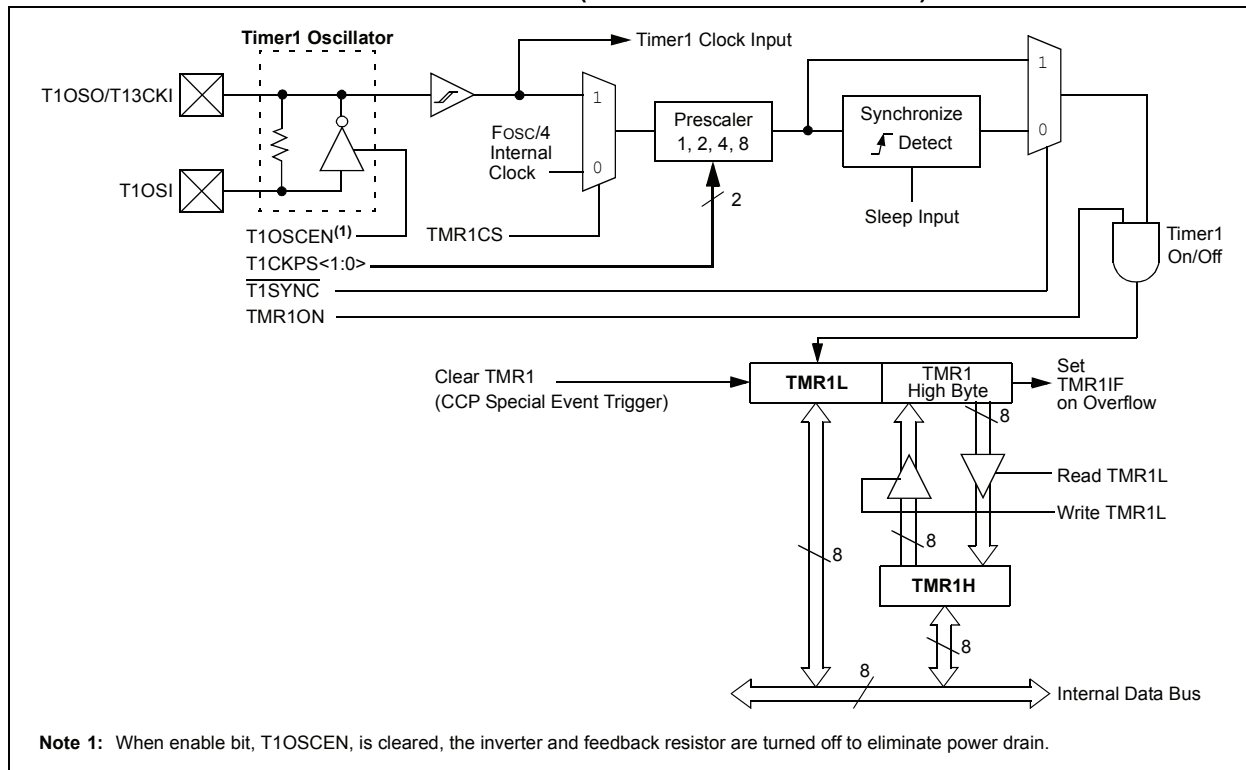 Timer1 Oscillator
Timer1 Clock Input
T1OSO/T13CKI
T1OSI
FOSC/4
Internal
Clock
1
0
Prescaler
1, 2, 4, 8
2
Synchronize
Detect
Sleep Input
1
0
T1OSCEN(1)
TMR1CS
T1CKPS<1:0>
T1SYNC
TMR1ON
Timer1
On/Off
Clear TMR1
(CCP Special Event Trigger)
TMR1L
TMR1
High Byte
Set
TMR1IF
on Overflow
8
Read TMR1L
Write TMR1L
8
8
TMR1H
8
8
Internal Data Bus
Note 1: When enable bit, T1OSCEN, is cleared, the inverter and feedback resistor are turned off to eliminate power drain.